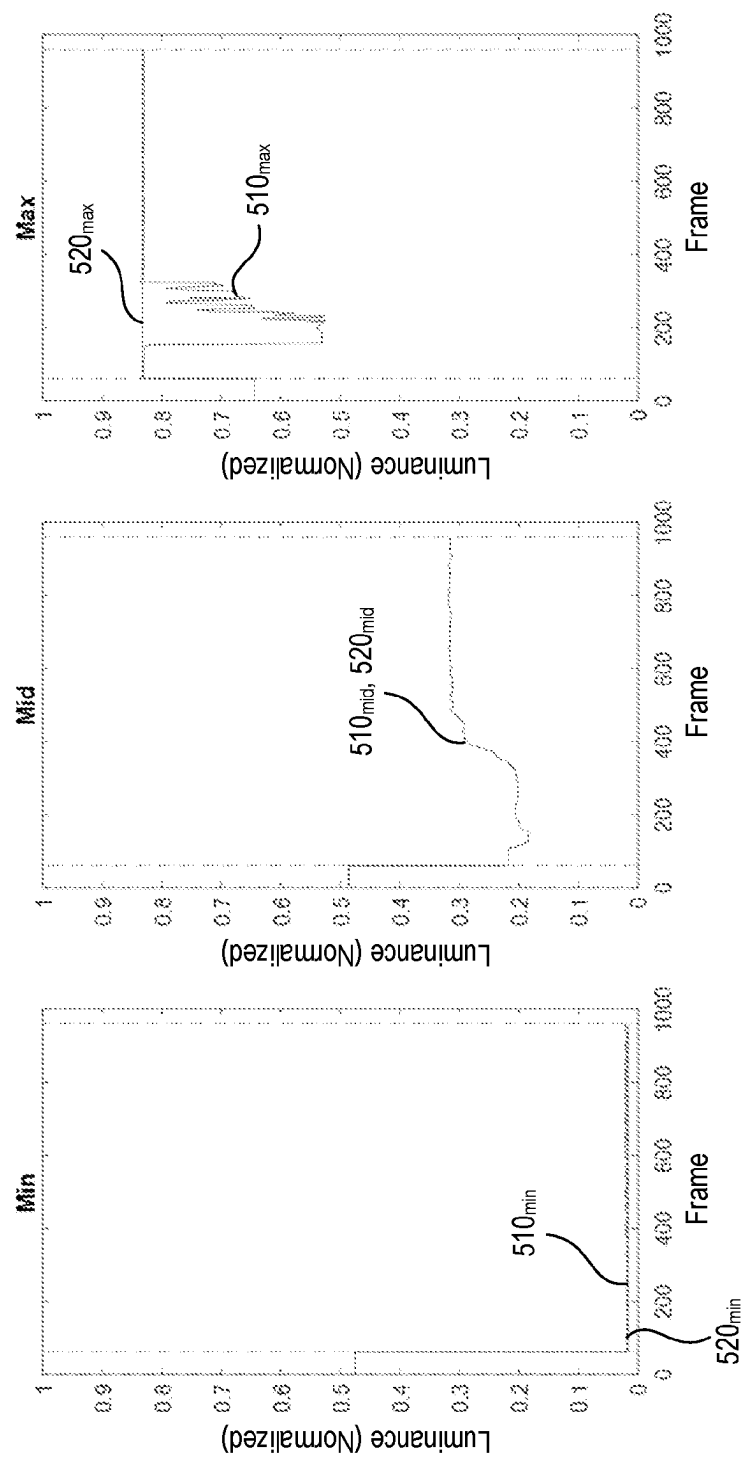 Min
Luminance (Normalized)
1
0.9
0.8
0.7
0.6
0.5
0.4
0.3
0.2
0.1
0
0 200 400 600 800 1000
Frame
510min
520min
Mid
Luminance (Normalized)
1
0.9
0.8
0.7
0.6
0.5
0.4
0.3
0.2
0.1
0
0 200 400 600 800 1000
Frame
510mid, 520mid
Max
Luminance (Normalized)
1
0.9
0.8
0.7
0.6
0.5
0.4
0.3
0.2
0.1
0
0 200 400 600 800 1000
Frame
520max
510max